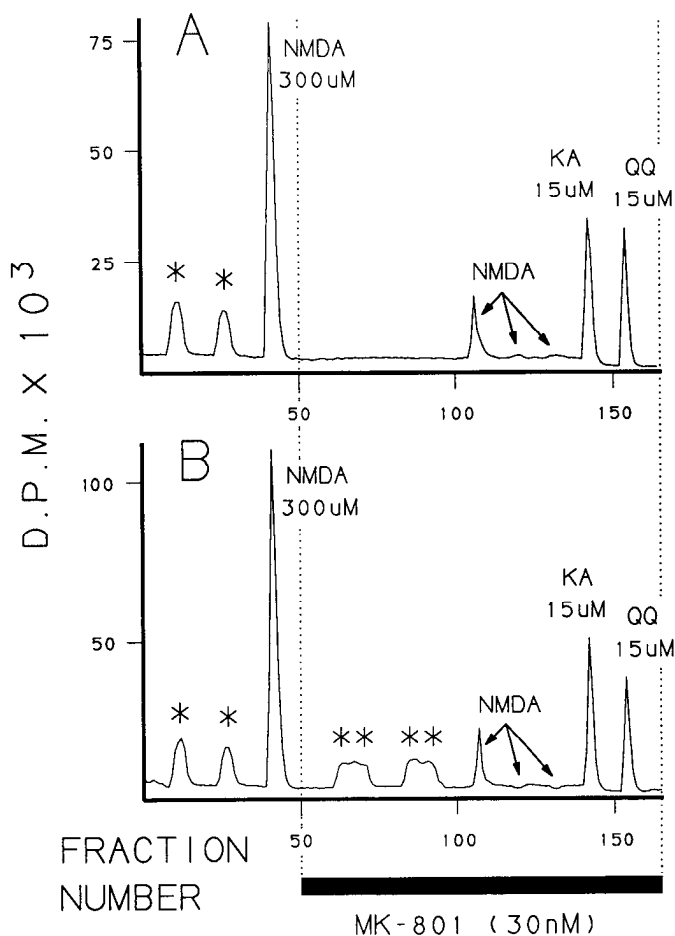 A
NMDA
300uM
75
50
25
* *
NMDA
KA
15uM
QQ
15uM
50 100 150
D.P.M. X 10³
B
NMDA
300uM
100
50
* * ** **
NMDA
KA
15uM
QQ
15uM
50 100 150
FRACTION
NUMBER
MK-801 (30nM)